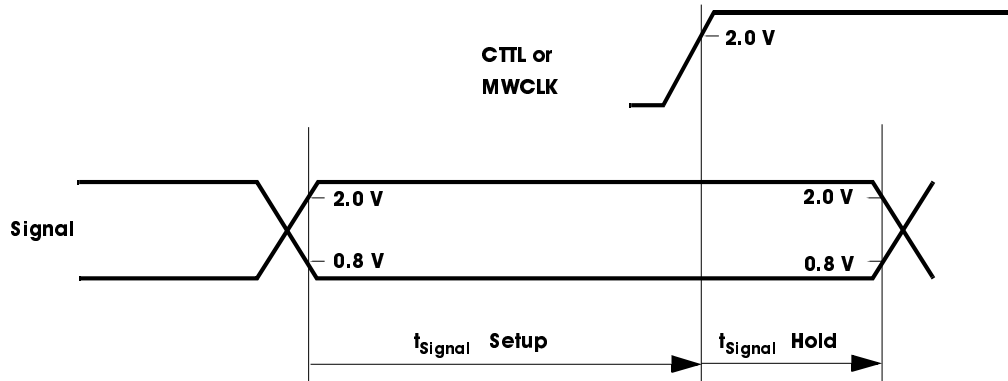 CTTL or
MWCLK
2.0 V
Signal
2.0 V
2.0 V
0.8 V
0.8 V
tSignal Setup
tSignal Hold